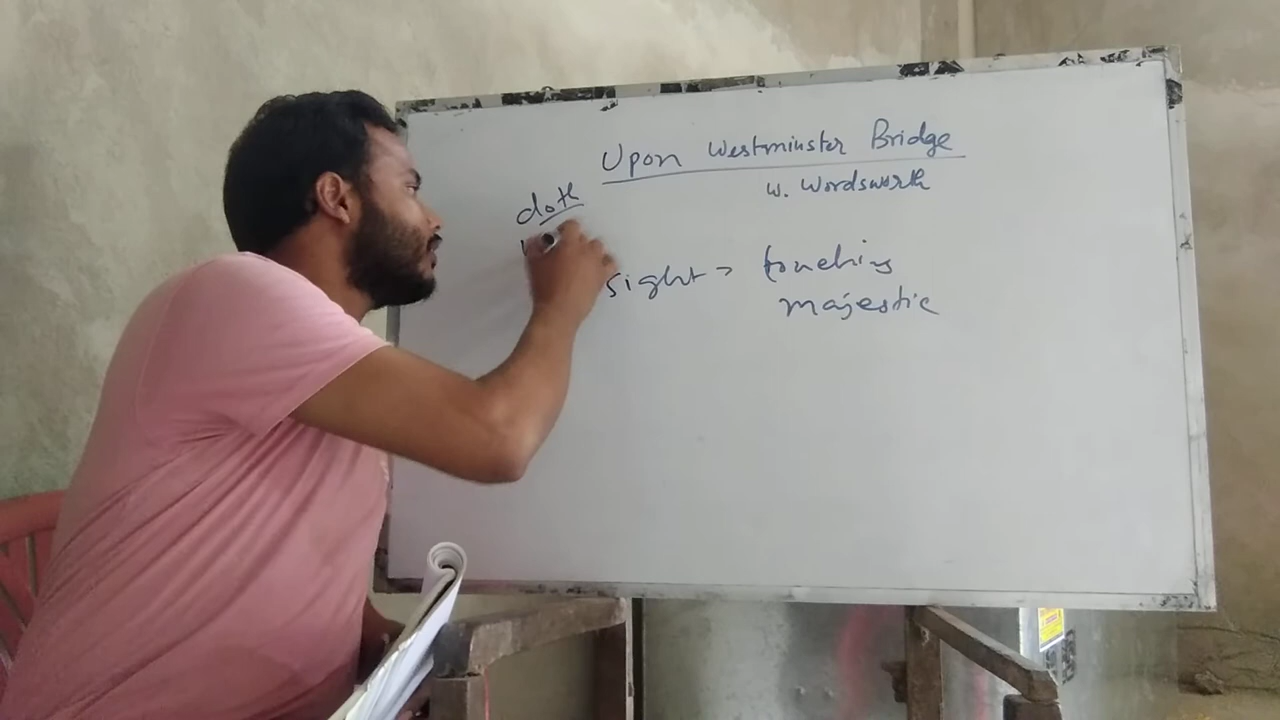 Upon Westminster Bridge
W. Wordsworth
doth
sight > touching
majestic